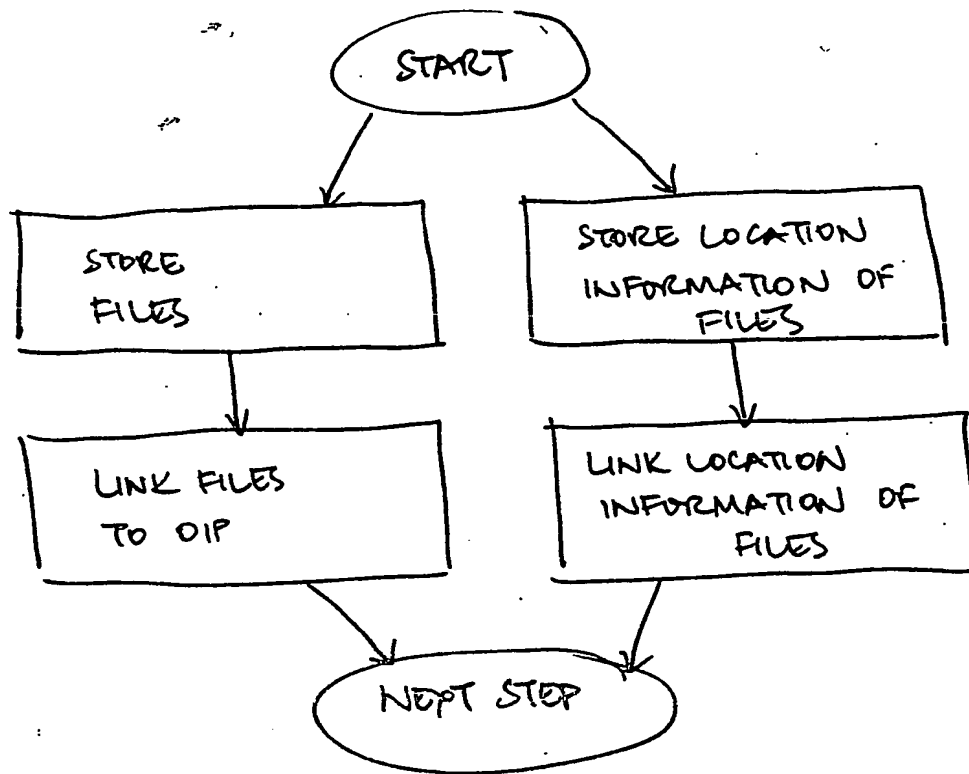 START
STORE
FILES
STORE LOCATION
INFORMATION OF
FILES
LINK FILES
TO OIP
LINK LOCATION
INFORMATION OF
FILES
NEXT STEP